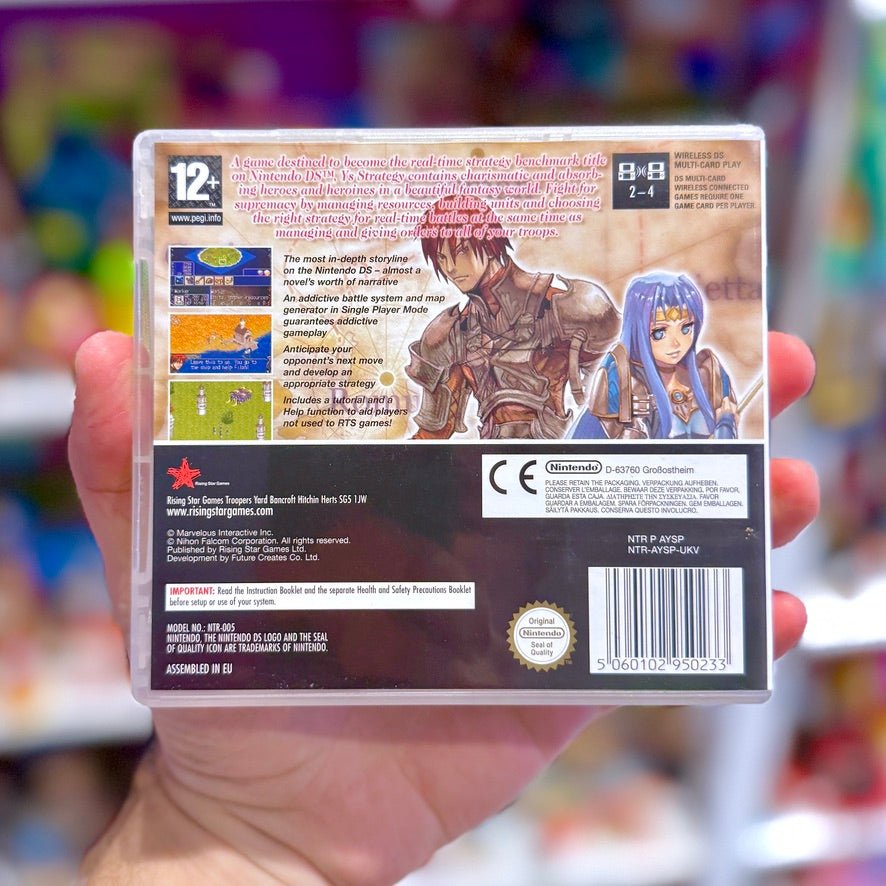 12+
www.pegi.info
A game destined to become the real-time strategy benchmark title
on Nintendo DS™, Ys Strategy contains charismatic and absorb-
ing heroes and heroines in a beautiful fantasy world. Fight for
supremacy by managing resources, building units and choosing
the right strategy for real-time battles at the same time as
managing and giving orders to all of your troops.
2-4
WIRELESS DS
MULTI-CARD PLAY
DS MULTI-CARD
WIRELESS CONNECTED
GAMES REQUIRE ONE
GAME CARD PER PLAYER
The most in-depth storyline
on the Nintendo DS – almost a
novel's worth of narrative
An addictive battle system and map
generator in Single Player Mode
guarantees addictive
gameplay
Anticipate your
opponent's next move
and develop an
appropriate strategy
Includes a tutorial and a
Help function to aid players
not used to RTS games!
Leave this to us. You go to
the ship and help Filah!
Rising Star Games
Rising Star Games Troopers Yard Bancroft Hitchin Herts SG5 1JW
www.risingstargames.com
© Marvelous Interactive Inc.
© Nihon Falcom Corporation. All rights reserved.
Published by Rising Star Games Ltd.
Development by Future Creates Co. Ltd.
IMPORTANT: Read the Instruction Booklet and the separate Health and Safety Precautions Booklet
before setup or use of your system.
MODEL NO.: NTR-005
NINTENDO, THE NINTENDO DS LOGO AND THE SEAL
OF QUALITY ICON ARE TRADEMARKS OF NINTENDO.
ASSEMBLED IN EU
CE Nintendo D-63760 Großostheim
PLEASE RETAIN THE PACKAGING. VERPACKUNG AUFHEBEN.
CONSERVER L'EMBALLAGE. BEWAAR DEZE VERPAKKING. POR FAVOR,
GUARDA ESTA CAJA. ΔΙΑΤΗΡΗΣΤΕ ΤΗΝ ΣΥΣΚΕΥΑΣΙΑ. FAVOR
GUARDAR A EMBALAGEM. SPARA FÖRPACKNINGEN. GEM EMBALLAGEN.
SÄILYTÄ PAKKAUS. CONSERVA QUESTO INVOLUCRO.
NTR P AYSP
NTR-AYSP-UKV
Original
Nintendo
Seal of
Quality
5 060102 950233